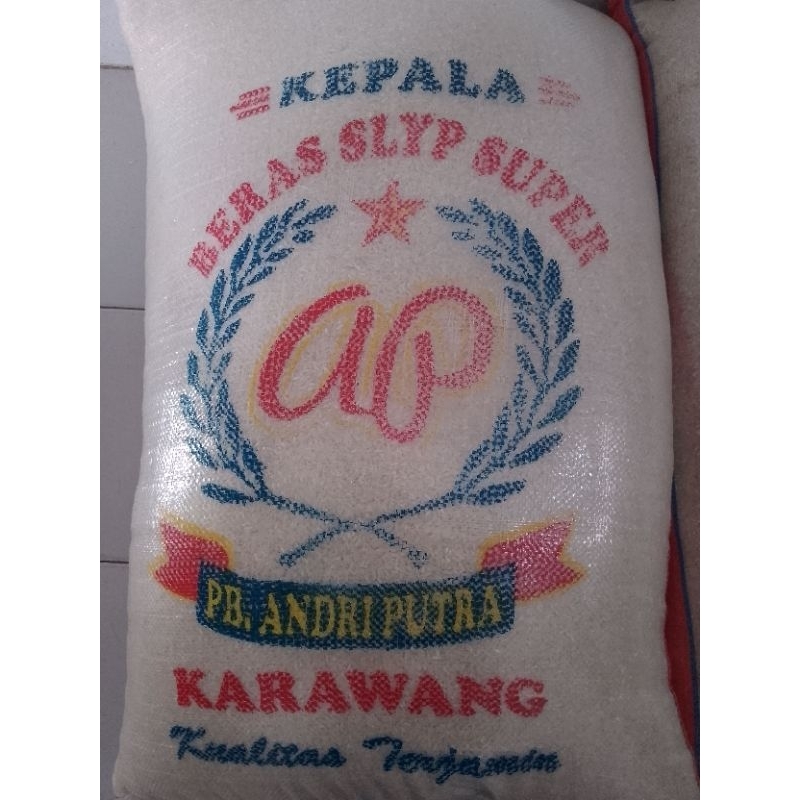 KEPALA
BERAS SLYP SUPER
ap
PB. ANDRI PUTRA
KARAWANG
Kualitas Terjamin